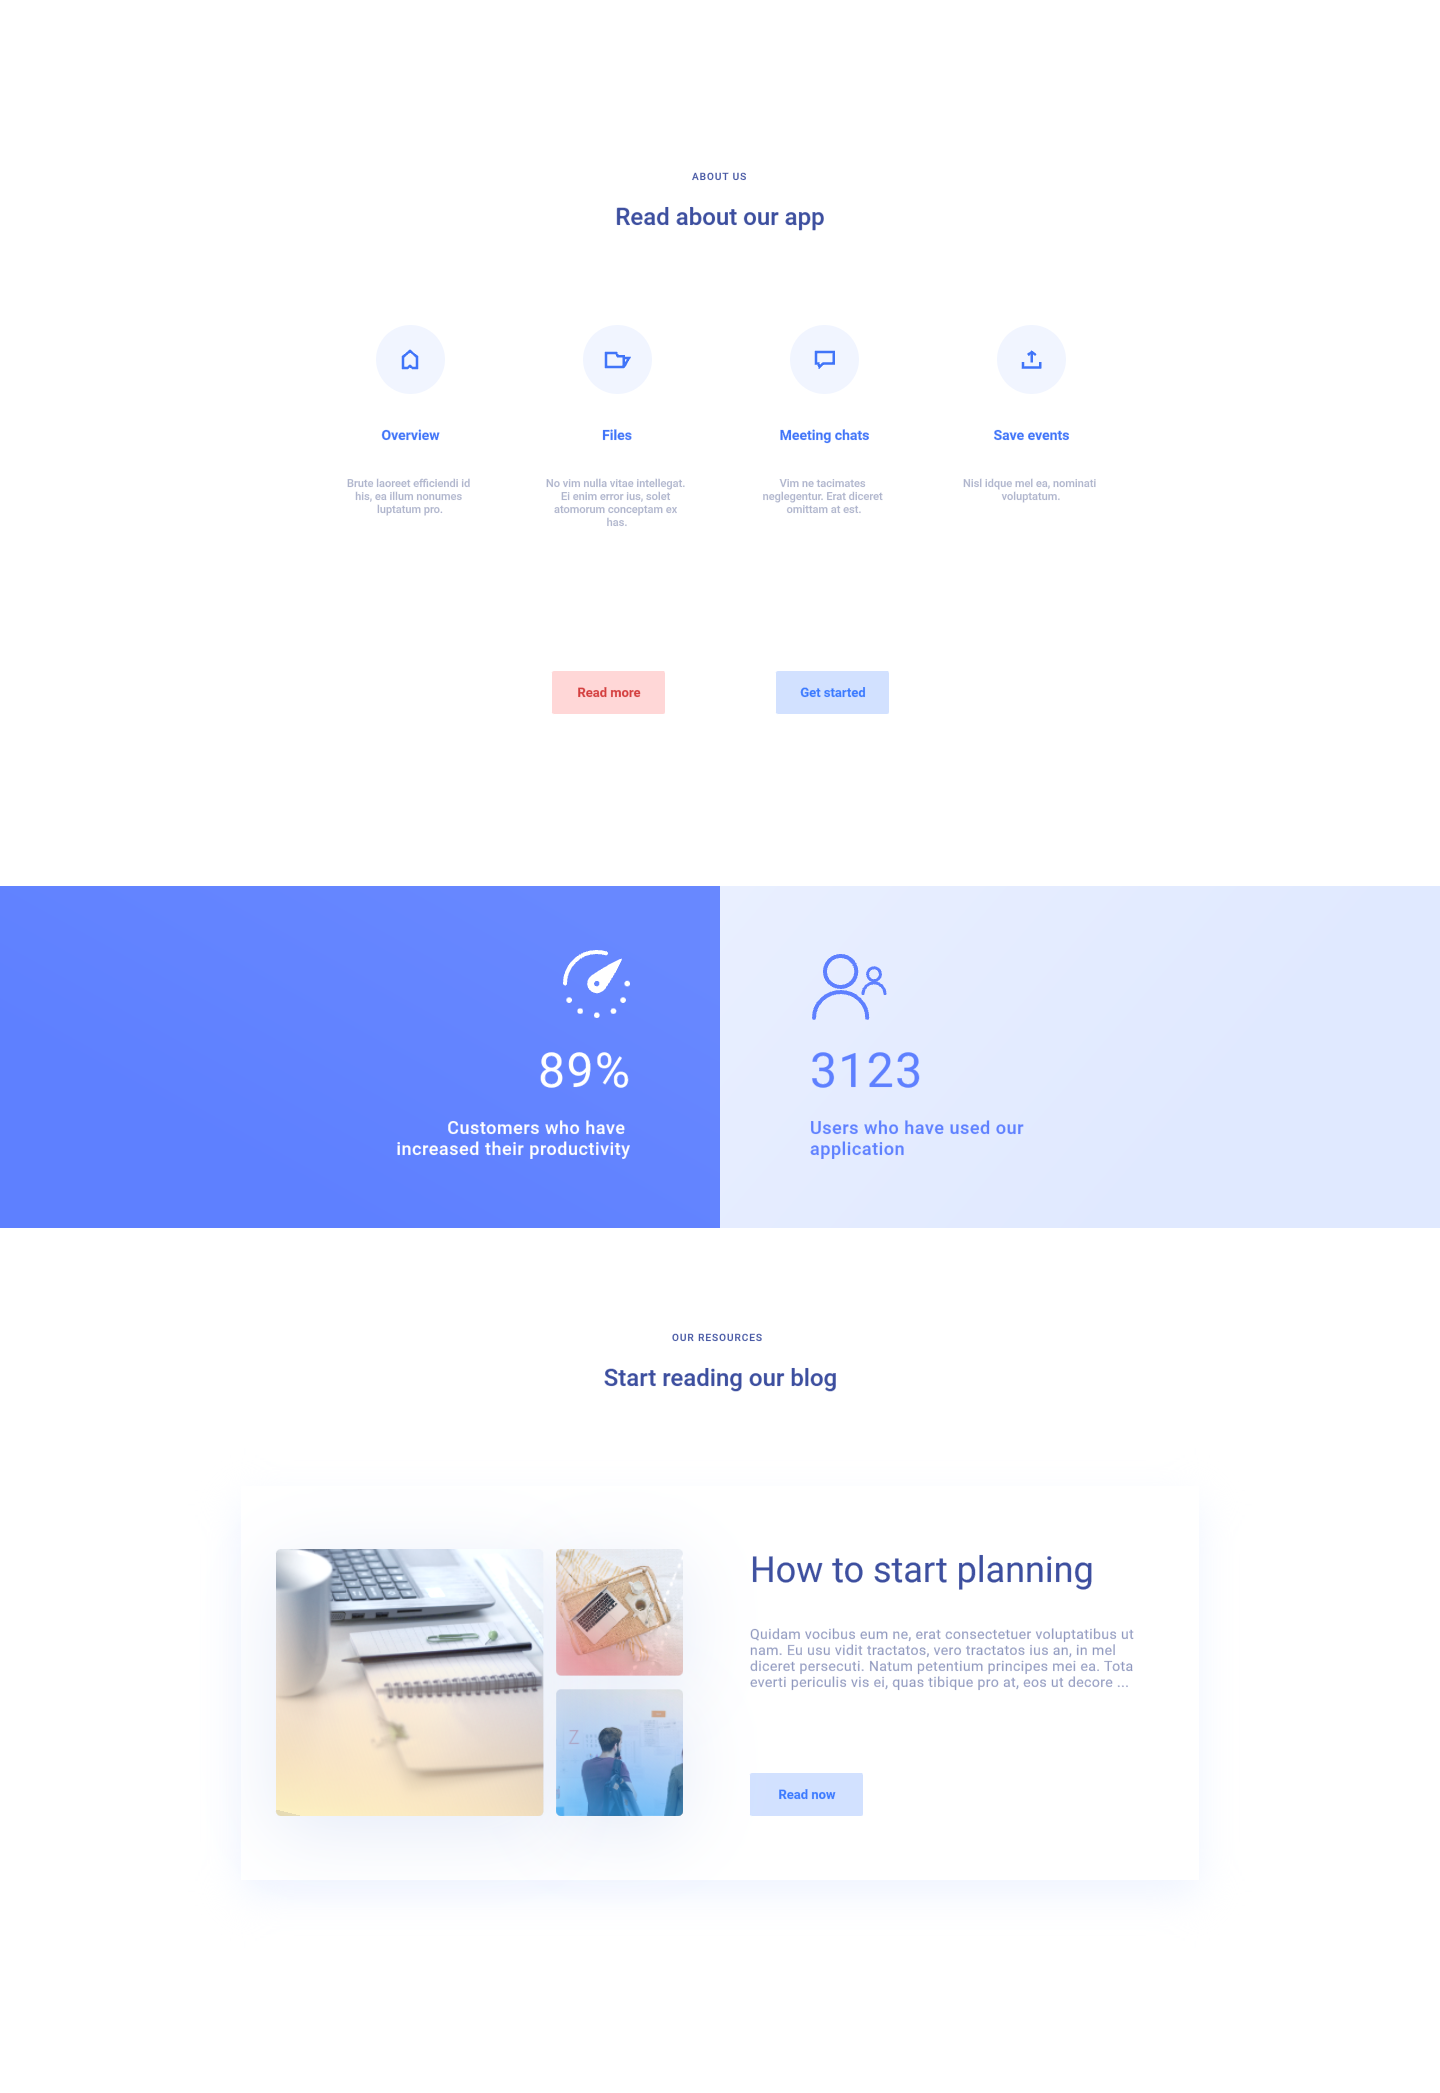 ABOUT US
Read about our app
Overview
Brute laoreet efficiendi id
his, ea illum nonumes
luptatum pro.
Files
No vim nulla vitae intellegat.
Ei enim error ius, solet
atomorum conceptam ex
has.
Meeting chats
Vim ne tacimates
neglegentur. Erat diceret
omittam at est.
Save events
Nisl idque mel ea, nominati
voluptatum.
Read more
Get started
89%
Customers who have
increased their productivity
3123
Users who have used our
application
OUR RESOURCES
Start reading our blog
How to start planning
Quidam vocibus eum ne, erat consectetuer voluptatibus ut
nam. Eu usu vidit tractatos, vero tractatos ius an, in mel
diceret persecuti. Natum petentium principes mei ea. Tota
everti periculis vis ei, quas tibique pro at, eos ut decore ...
Read now